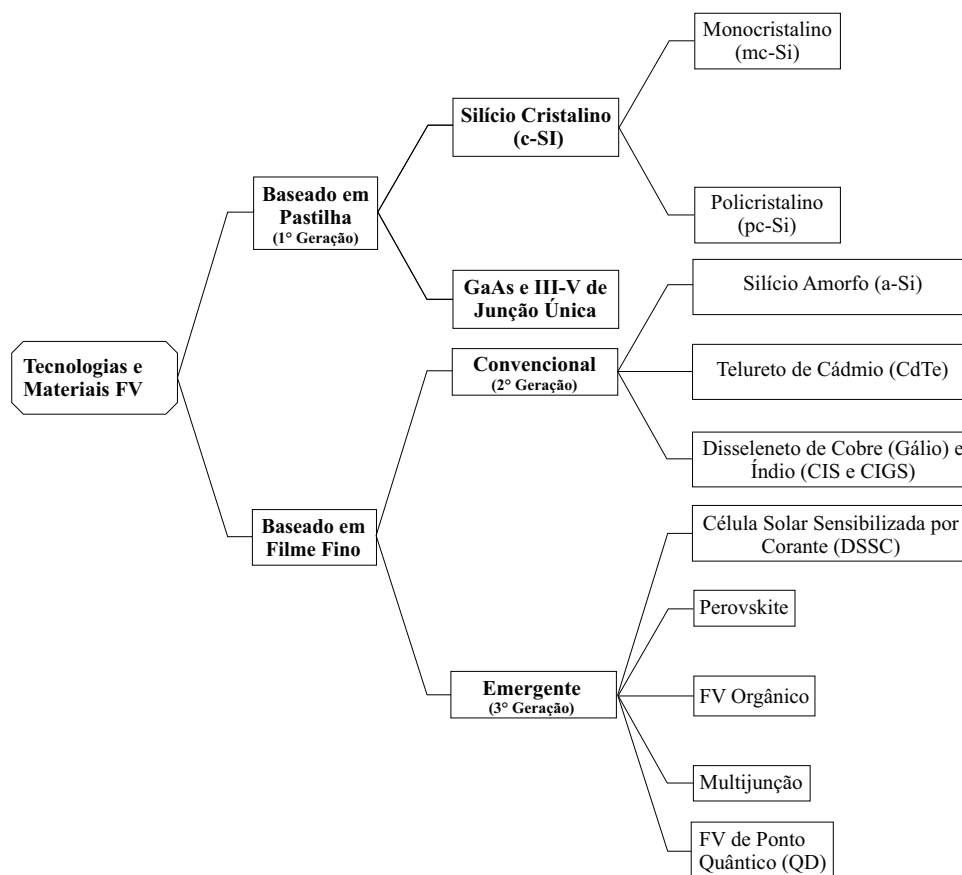 Tecnologias e
Materiais FV
Baseado em
Pastilha
(1° Geração)
Silício Cristalino
(c-SI)
Monocristalino
(mc-Si)
Policristalino
(pc-Si)
GaAs e III-V de
Junção Única
Baseado em
Filme Fino
Convencional
(2° Geração)
Silício Amorfo (a-Si)
Telureto de Cádmio (CdTe)
Disseleneto de Cobre (Gálio) e
Índio (CIS e CIGS)
Emergente
(3° Geração)
Célula Solar Sensibilizada por
Corante (DSSC)
Perovskite
FV Orgânico
Multijunção
FV de Ponto
Quântico (QD)